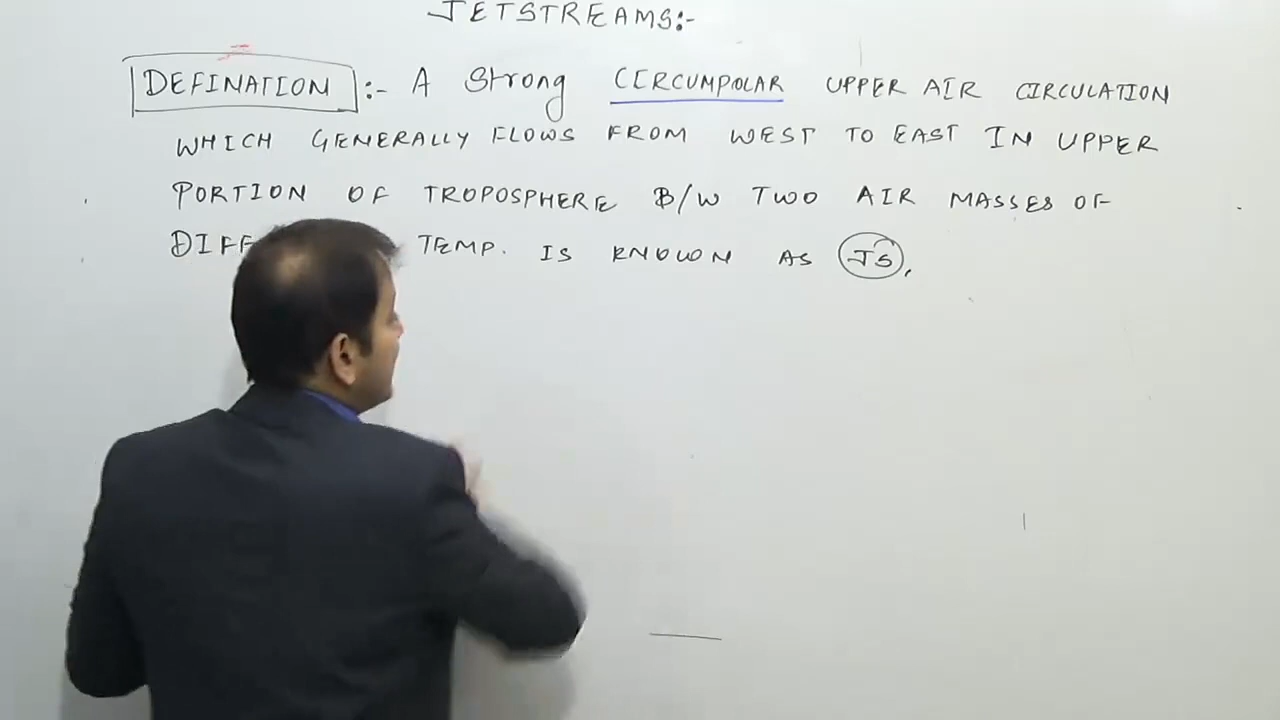 JETSTREAMS:-
DEFINATION :- A Strong CIRCUMPOLAR UPPER AIR CIRCULATION
WHICH GENERALLY FLOWS FROM WEST TO EAST IN UPPER
PORTION OF TROPOSPHERE B/W TWO AIR MASSES OF
TEMP. IS KNOWN AS JS.